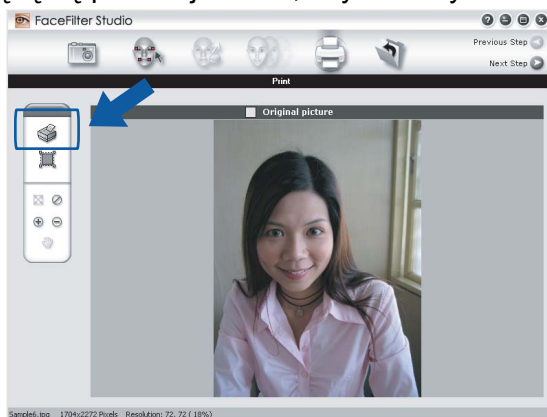 FaceFilter Studio
Previous Step
Next Step
Print
Original picture
Sample6.jpg 1704x2272 Pixels Resolution: 72, 72 ( 18%)